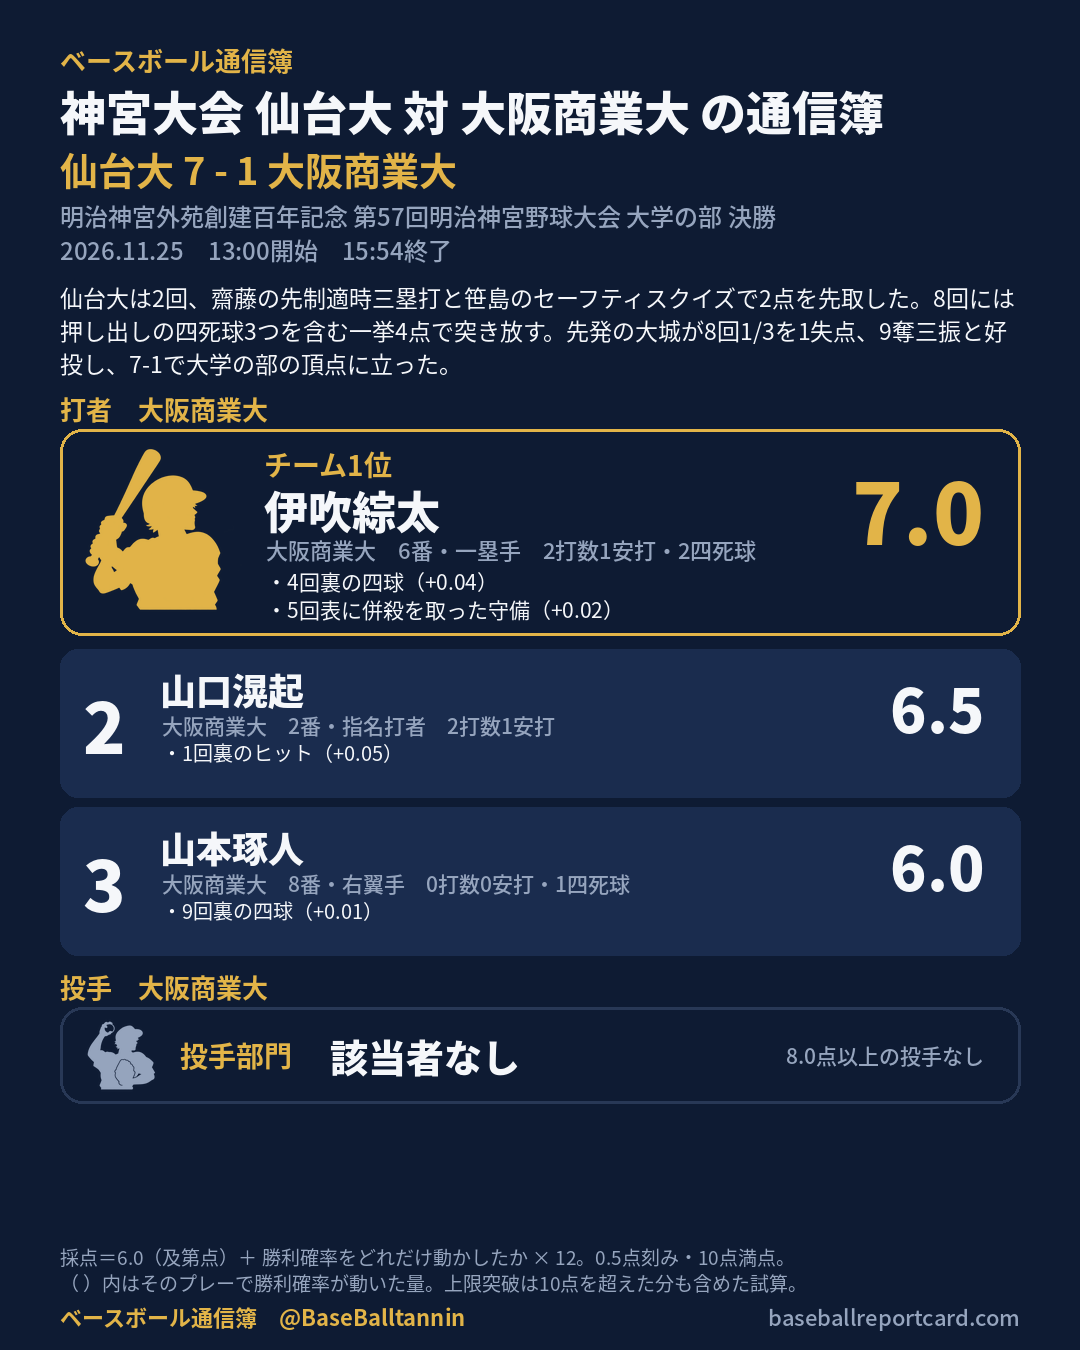 ベースボール通信簿
神宮大会 仙台大 対 大阪商業大 の通信簿
仙台大 7 - 1 大阪商業大
明治神宮外苑創建百年記念 第57回明治神宮野球大会 大学の部 決勝
2026.11.25　13:00開始　15:54終了
仙台大は2回、齋藤の先制適時三塁打と笹島のセーフティスクイズで2点を先取した。8回には
押し出しの四死球3つを含む一挙4点で突き放す。先発の大城が8回1/3を1失点、9奪三振と好
投し、7-1で大学の部の頂点に立った。
打者　大阪商業大
チーム1位
伊吹綜太
大阪商業大　6番・一塁手　2打数1安打・2四死球
・4回裏の四球（+0.04）
・5回表に併殺を取った守備（+0.02）
7.0
2
山口滉起
大阪商業大　2番・指名打者　2打数1安打
・1回裏のヒット（+0.05）
6.5
3
山本琢人
大阪商業大　8番・右翼手　0打数0安打・1四死球
・9回裏の四球（+0.01）
6.0
投手　大阪商業大
投手部門　該当者なし　8.0点以上の投手なし
採点＝6.0（及第点）＋ 勝利確率をどれだけ動かしたか × 12。0.5点刻み・10点満点。
（ ）内はそのプレーで勝利確率が動いた量。上限突破は10点を超えた分も含めた試算。
ベースボール通信簿　@BaseBalltannin　baseballreportcard.com